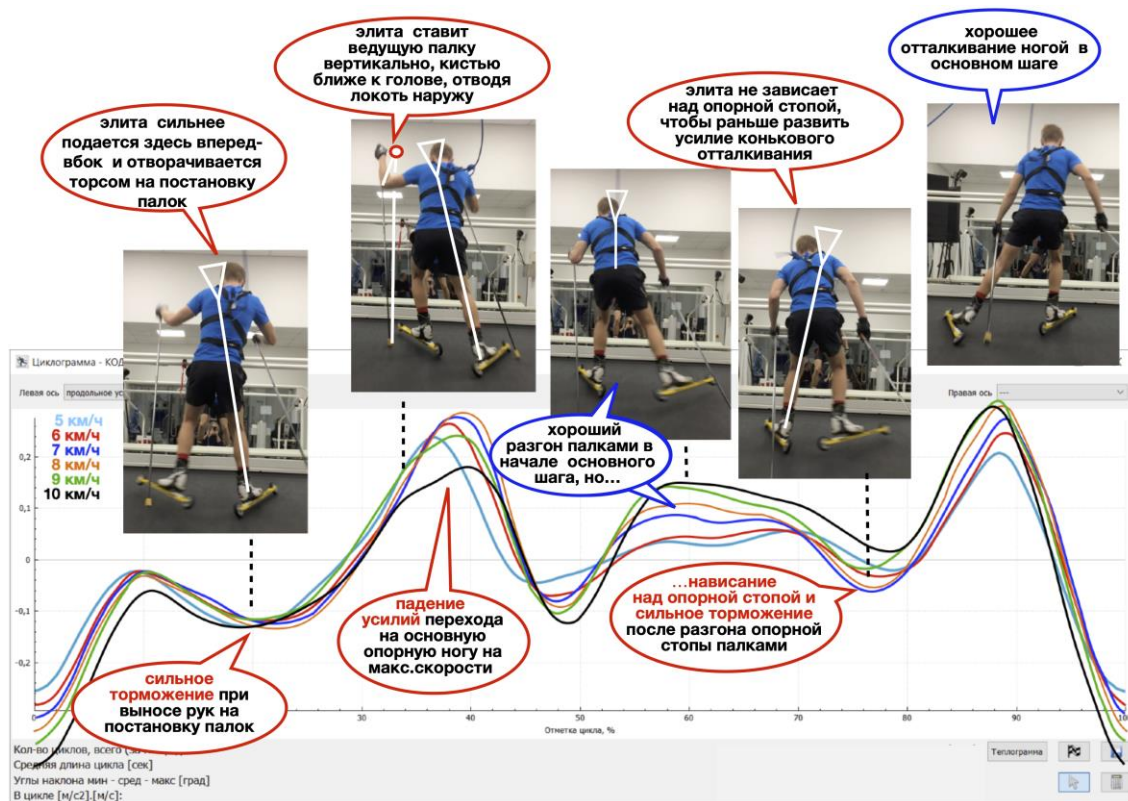 элита ставит
ведущую палку
вертикально, кистью
ближе к голове, отводя
локоть наружу
хорошее
отталкивание ногой в
основном шаге
элита сильнее
подается здесь вперед-
вбок и отворачивается
торсом на постановку
палок
элита не зависает
над опорной стопой,
чтобы раньше развить
усилие конькового
отталкивания
Циклограмма - КОД
Левая ось продольное ус
Правая ось ----
5 км/ч
6 км/ч
7 км/ч
8 км/ч
9 км/ч
10 км/ч
хороший
разгон палками в
начале основного
шага, но...
0,2
0,1
0
-0,1
-0,2
падение
усилий перехода
на основную
опорную ногу на
макс.скорости
...нависание
над опорной стопой и
сильное торможение
после разгона опорной
стопы палками
сильное
торможение при
выносе рук на
постановку палок
0 30 40 50 60 70 80 90
Отметка цикла, %
Кол-во циклов, всего
Средняя длина цикла [сек]
Углы наклона мин - сред - макс [град]
В цикле [м/с2].[м/с]:
Теплограмма